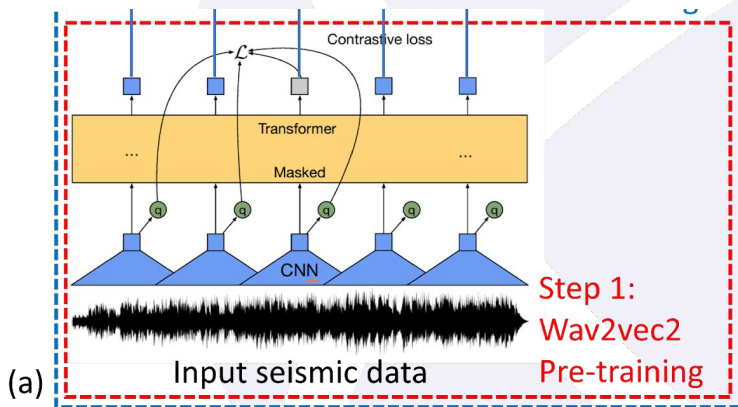 Contrastive loss
ℒ
Transformer
... ...
Masked
q q q q q
CNN
Step 1:
Wav2vec2
Pre-training
(a) Input seismic data